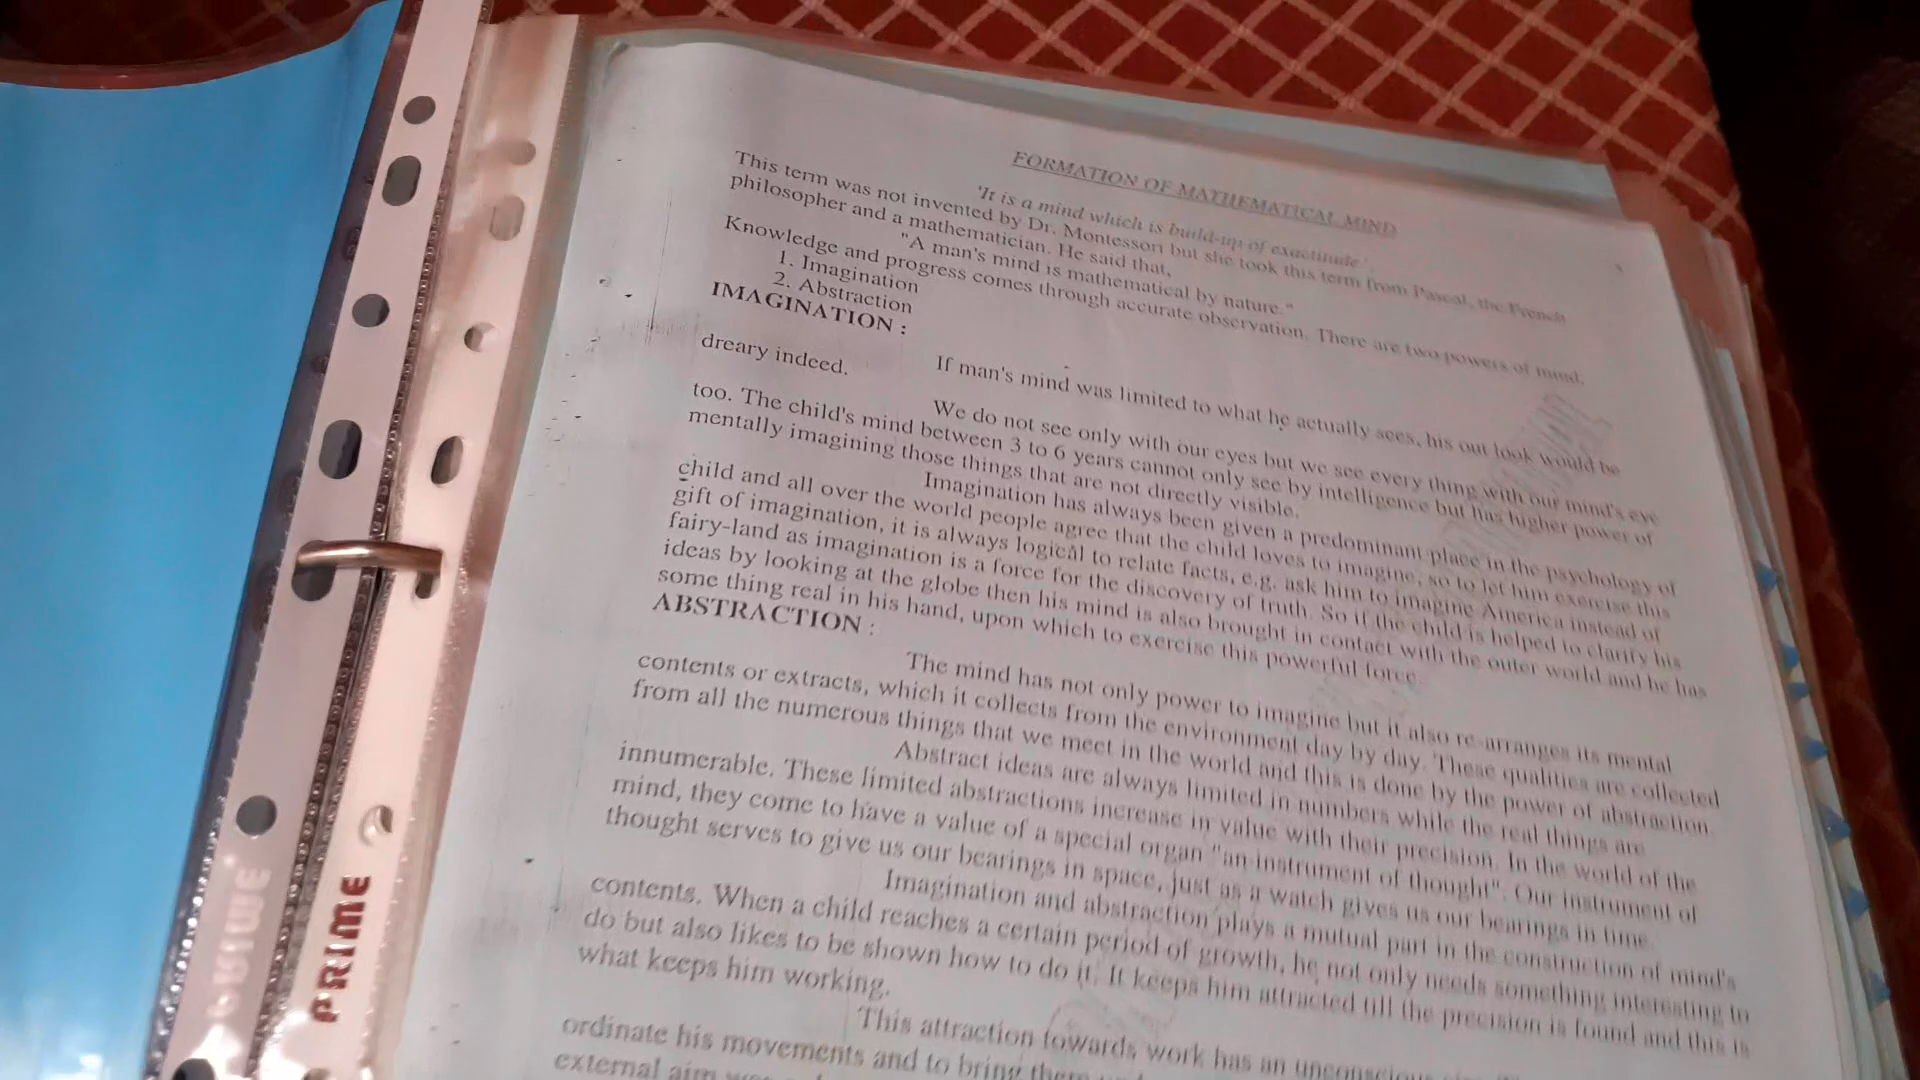 FORMATION OF MATHEMATICAL MIND
'It is a mind which is build-up of exactitude'.
This term was not invented by Dr. Montessori but she took this term from Pascal, the French
philosopher and a mathematician. He said that,
"A man's mind is mathematical by nature."
Knowledge and progress comes through accurate observation. There are two powers of mind,
1. Imagination
2. Abstraction
IMAGINATION :
If man's mind was limited to what he actually sees, his out look would be
dreary indeed.
We do not see only with our eyes but we see every thing with our mind's eye
too. The child's mind between 3 to 6 years cannot only see by intelligence but has higher power of
mentally imagining those things that are not directly visible.
Imagination has always been given a predominant place in the psychology of
child and all over the world people agree that the child loves to imagine, so to let him exercise this
gift of imagination, it is always logical to relate facts, e.g. ask him to imagine America instead of
fairy-land as imagination is a force for the discovery of truth. So if the child is helped to clarify his
ideas by looking at the globe then his mind is also brought in contact with the outer world and he has
some thing real in his hand, upon which to exercise this powerful force.
ABSTRACTION :
The mind has not only power to imagine but it also re-arranges its mental
contents or extracts, which it collects from the environment day by day. These qualities are collected
from all the numerous things that we meet in the world and this is done by the power of abstraction.
Abstract ideas are always limited in numbers while the real things are
innumerable. These limited abstractions increase in value with their precision. In the world of the
mind, they come to have a value of a special organ "an instrument of thought". Our instrument of
thought serves to give us our bearings in space, just as a watch gives us our bearings in time.
Imagination and abstraction plays a mutual part in the construction of mind's
contents. When a child reaches a certain period of growth, he not only needs something interesting to
do but also likes to be shown how to do it. It keeps him attracted till the precision is found and this is
what keeps him working.
This attraction towards work has an unconscious
ordinate his movements and to bring them
external aim
PRIME
PRIME